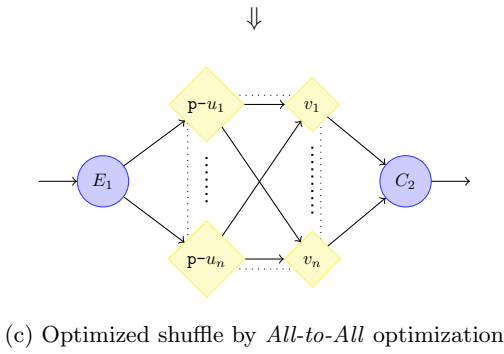 ⇓
p-u₁
v₁
E₁
C₂
p-uₙ
vₙ
(c) Optimized shuffle by All-to-All optimization